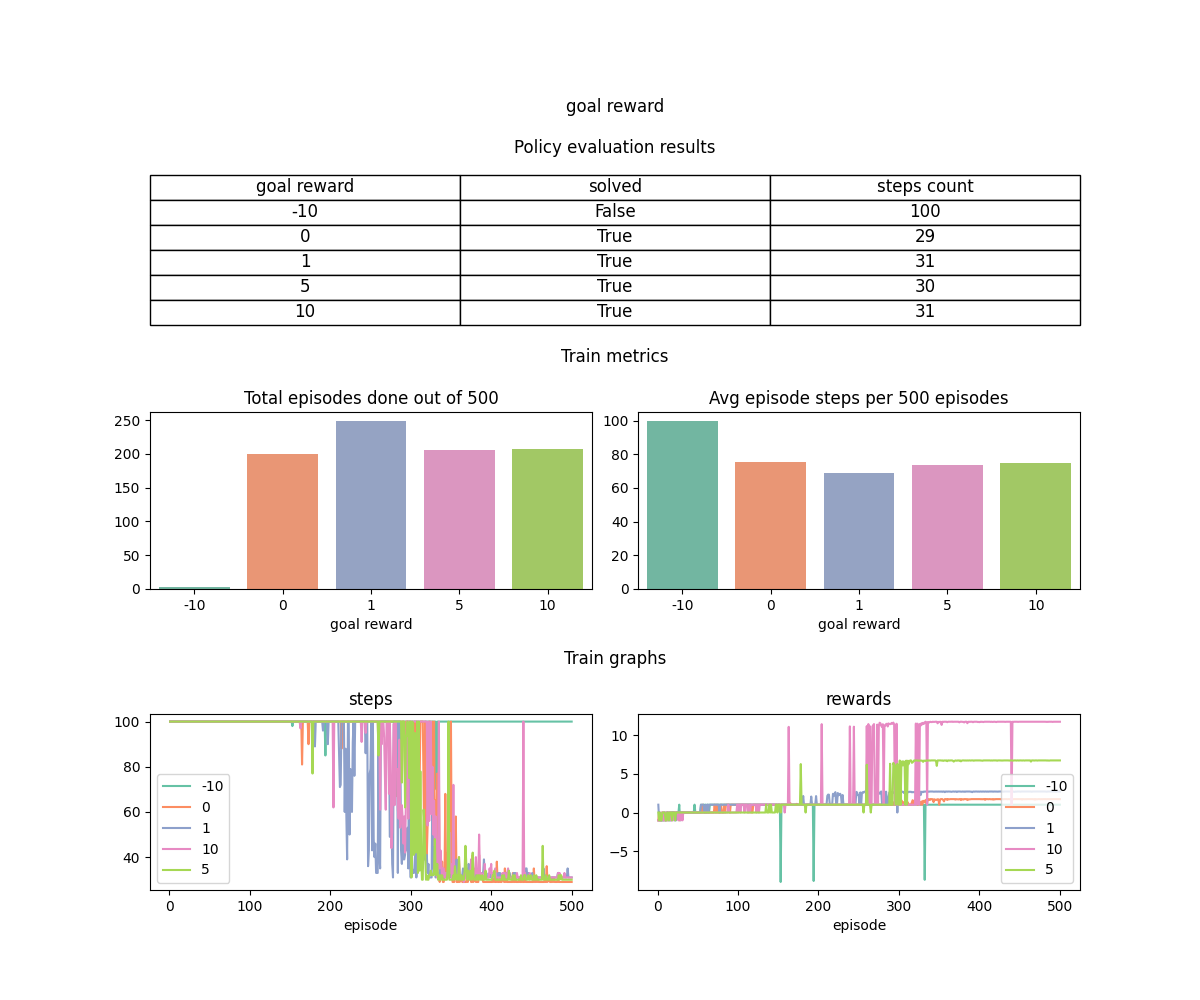 goal reward
Policy evaluation results
goal reward solved steps count
-10 False 100
0 True 29
1 True 31
5 True 30
10 True 31
Train metrics
Total episodes done out of 500
250
200
150
100
50
0
-10 0 1 5 10
goal reward
Avg episode steps per 500 episodes
100
80
60
40
20
0
-10 0 1 5 10
goal reward
Train graphs
steps
100
80
60
40
-10
0
1
10
5
0 100 200 300 400 500
episode
rewards
10
5
0
−5
-10
0
1
10
5
0 100 200 300 400 500
episode